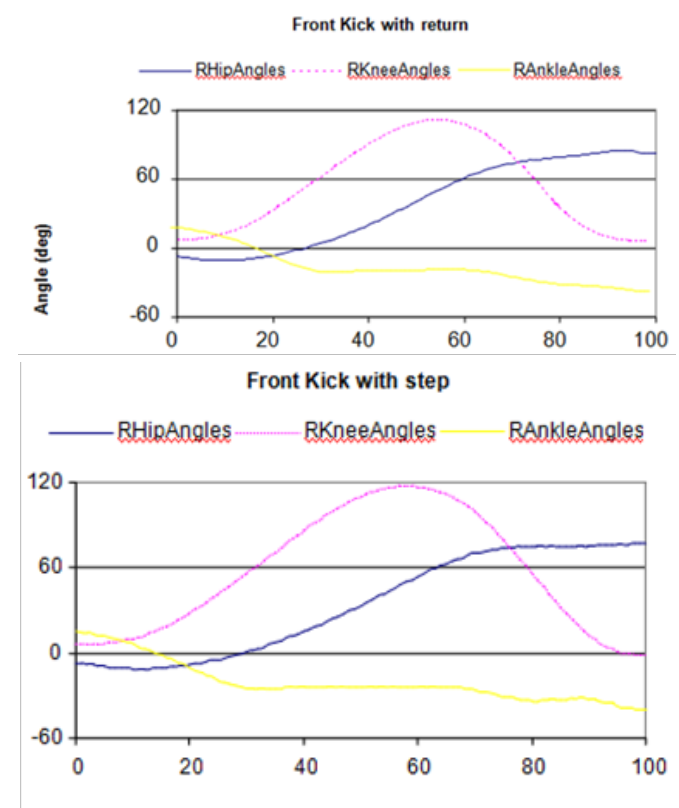 Front Kick with return
RHipAngles RKneeAngles RAnkleAngles
Angle (deg)
120
60
0
-60
0 20 40 60 80 100
Front Kick with step
RHipAngles RKneeAngles RAnkleAngles
120
60
0
-60
0 20 40 60 80 100